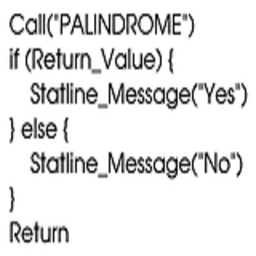 Call("PALINDROME")
if (Return_Value) {
Statline_Message("Yes")
} else {
Statline_Message("No")
}
Return